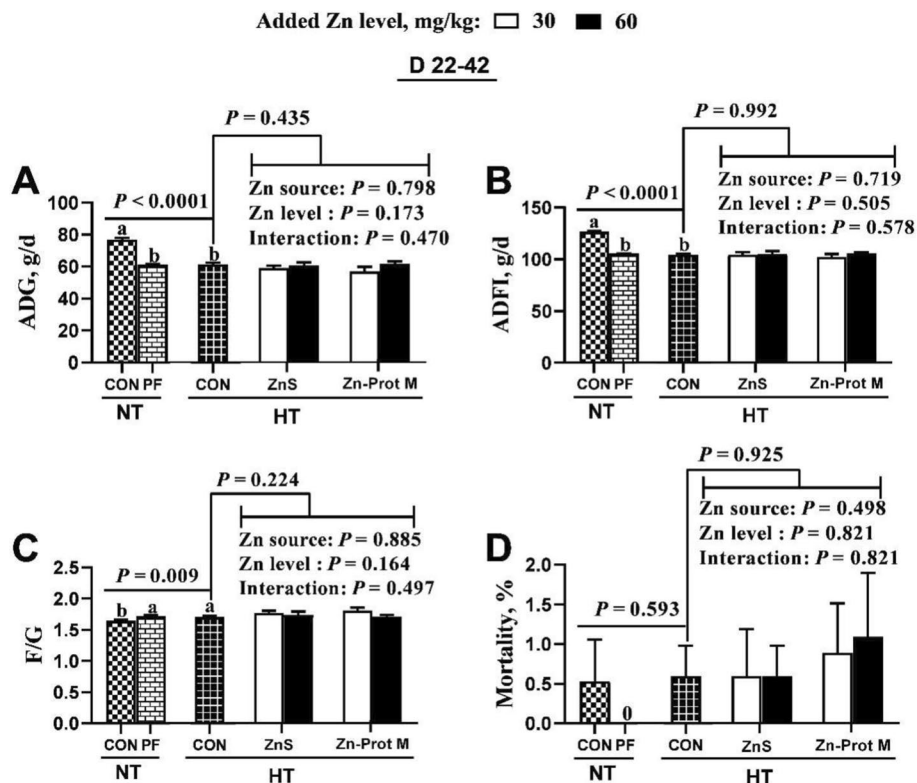 Added Zn level, mg/kg: 30 60
D 22-42
A
P = 0.435
P < 0.0001
Zn source: P = 0.798
Zn level : P = 0.173
Interaction: P = 0.470
ADG, g/d
100
80
60
40
20
0
a
b
b
CON PF CON ZnS Zn-Prot M
NT HT
B
P = 0.992
P < 0.0001
Zn source: P = 0.719
Zn level : P = 0.505
Interaction: P = 0.578
ADFI, g/d
150
100
50
0
a
b
b
CON PF CON ZnS Zn-Prot M
NT HT
C
P = 0.224
P = 0.009
Zn source: P = 0.885
Zn level : P = 0.164
Interaction: P = 0.497
F/G
2.5
2.0
1.5
1.0
0.5
0.0
b
a
a
CON PF CON ZnS Zn-Prot M
NT HT
D
P = 0.925
P = 0.593
Zn source: P = 0.498
Zn level : P = 0.821
Interaction: P = 0.821
Mortality, %
2.0
1.5
1.0
0.5
0.0
0
CON PF CON ZnS Zn-Prot M
NT HT